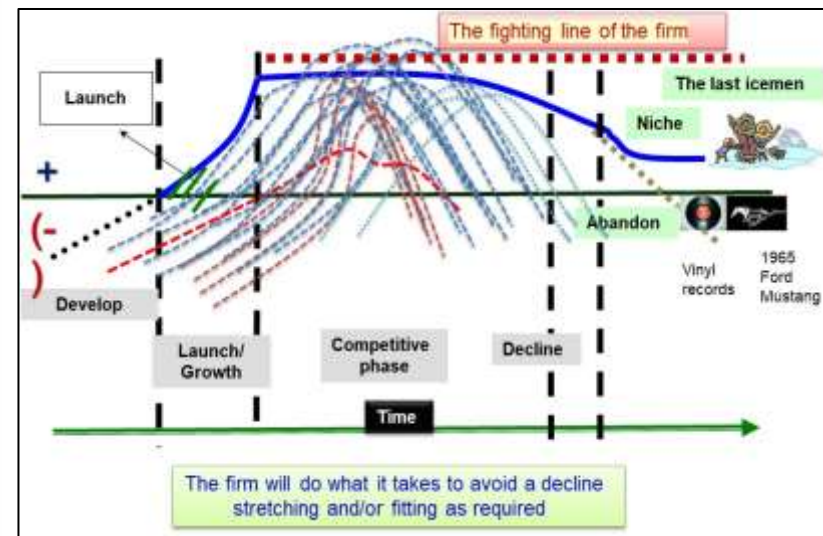 The fighting line of the firm
Launch
The last icemen
Niche
+
(-
)
Abandon
Develop
Vinyl
records
1965
Ford
Mustang
Launch/
Growth
Competitive
phase
Decline
Time
The firm will do what it takes to avoid a decline
stretching and/or fitting as required